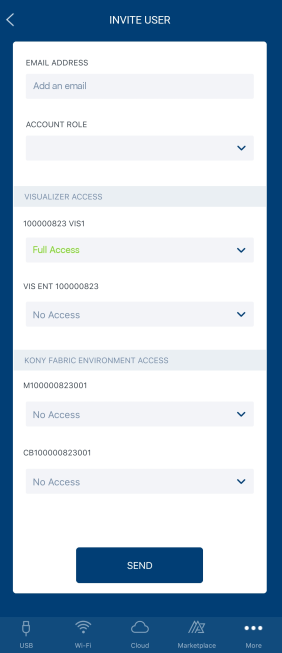 INVITE USER
EMAIL ADDRESS
Add an email
ACCOUNT ROLE
VISUALIZER ACCESS
100000823 VIS1
Full Access
VIS ENT 100000823
No Access
KONY FABRIC ENVIRONMENT ACCESS
M100000823001
No Access
CB100000823001
No Access
SEND
USB
Wi-Fi
Cloud
Marketplace
More